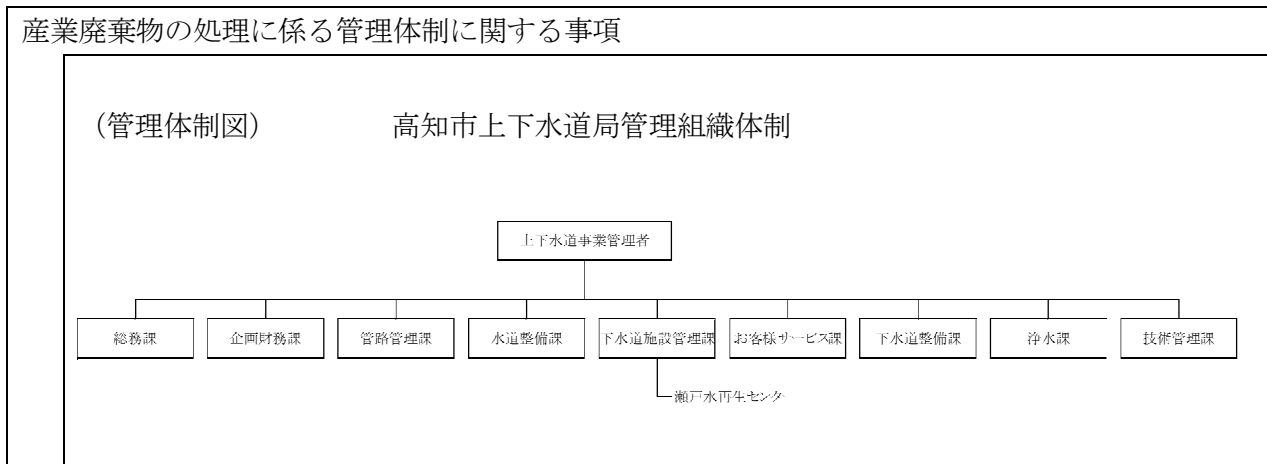 産業廃棄物の処理に係る管理体制に関する事項
（管理体制図）　高知市上下水道局管理組織体制
上下水道事業管理者
総務課　企画財務課　管路管理課　水道整備課　下水道施設管理課　お客様サービス課　下水道整備課　浄水課　技術管理課
瀬戸水再生センター